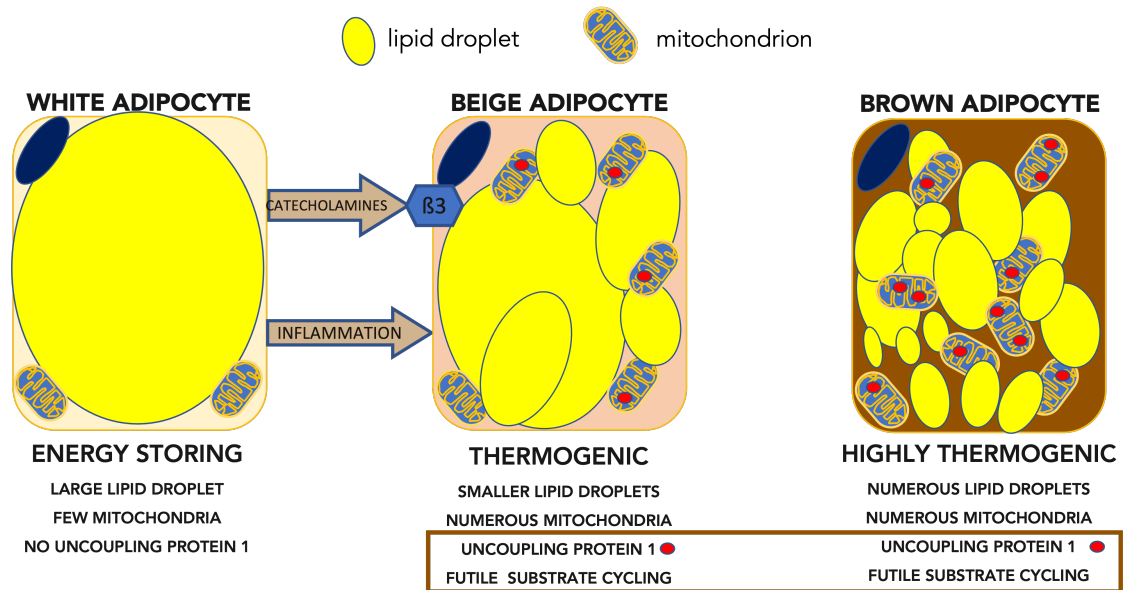 lipid droplet
mitochondrion
WHITE ADIPOCYTE
BEIGE ADIPOCYTE
BROWN ADIPOCYTE
CATECHOLAMINES
ß3
INFLAMMATION
ENERGY STORING
LARGE LIPID DROPLET
FEW MITOCHONDRIA
NO UNCOUPLING PROTEIN 1
THERMOGENIC
SMALLER LIPID DROPLETS
NUMEROUS MITOCHONDRIA
UNCOUPLING PROTEIN 1
FUTILE SUBSTRATE CYCLING
HIGHLY THERMOGENIC
NUMEROUS LIPID DROPLETS
NUMEROUS MITOCHONDRIA
UNCOUPLING PROTEIN 1
FUTILE SUBSTRATE CYCLING